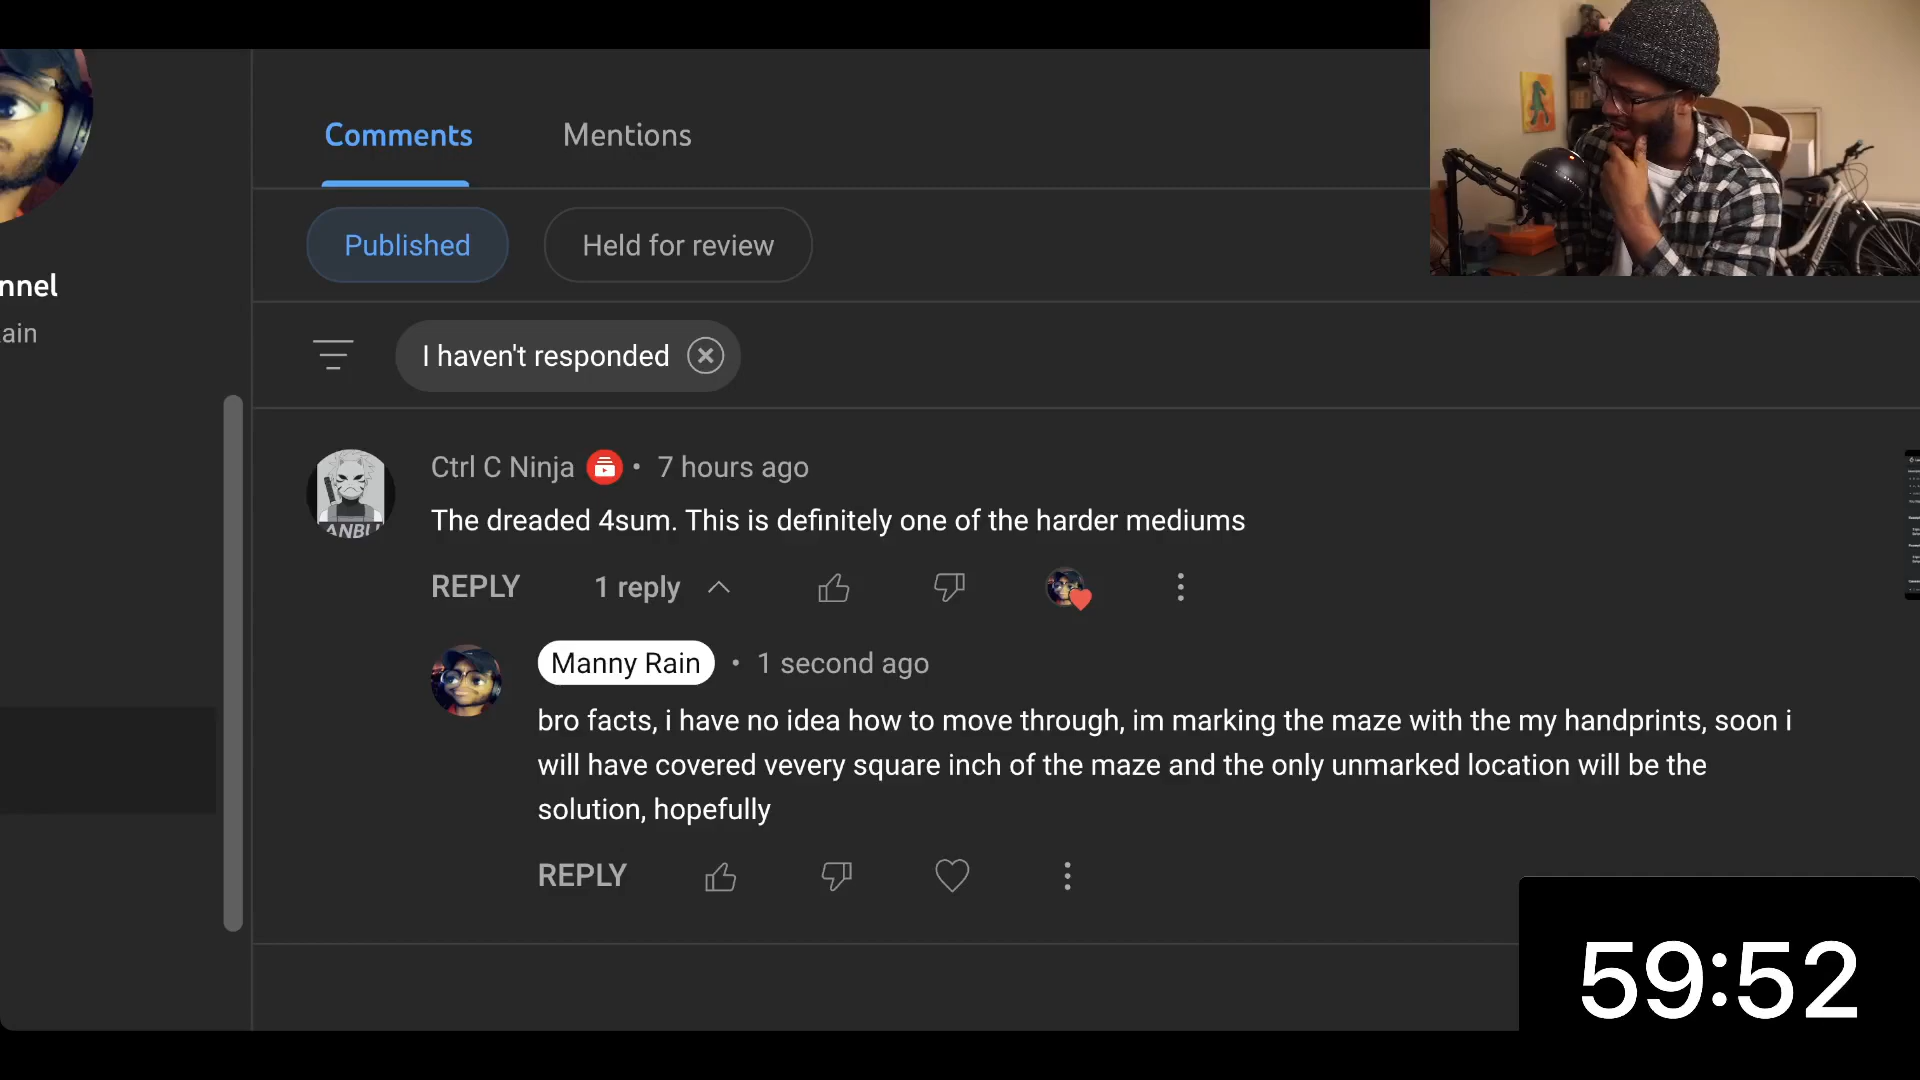 Comments
Mentions
Published
Held for review
nnel
ain
I haven't responded
Ctrl C Ninja • 7 hours ago
The dreaded 4sum. This is definitely one of the harder mediums
REPLY
1 reply
ANBU
Manny Rain • 1 second ago
bro facts, i have no idea how to move through, im marking the maze with the my handprints, soon i
will have covered vevery square inch of the maze and the only unmarked location will be the
solution, hopefully
REPLY
59:52